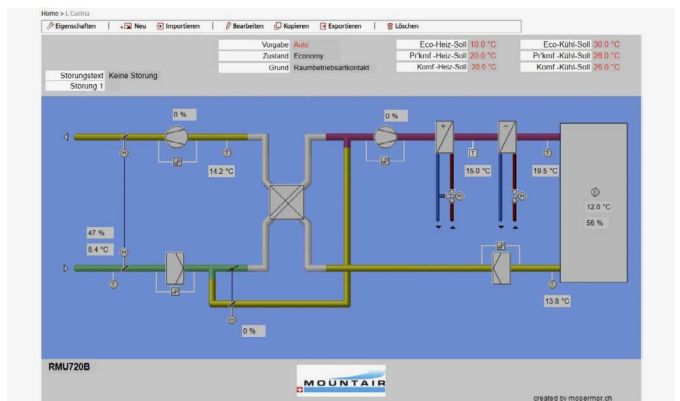 Home > L Cucina
Eigenschaften | Neu Importieren | Bearbeiten Kopieren Exportieren | Löschen
Vorgabe Auto Eco-Heiz-Soll 10.0 °C Eco-Kühl-Soll 30.0 °C
Zustand Economy Pr'kmf-Heiz-Soll 20.0 °C Pr'kmf -Kühl-Soll 26.0 °C
Grund Raumbetriebsartkontakt Komf -Heiz-Soll 20.0 °C Komf -Kühl-Soll 26.0 °C
Störungstext Keine Störung
Störung 1
0 % 0 %
+ −
M T T T
14.2 °C 15.0 °C 19.5 °C
M M
12.0 °C
56 %
47 %
8.4 °C
M
T T
13.8 °C
M
0 %
RMU720B
MOUNTAIR
created by mosermsr.ch